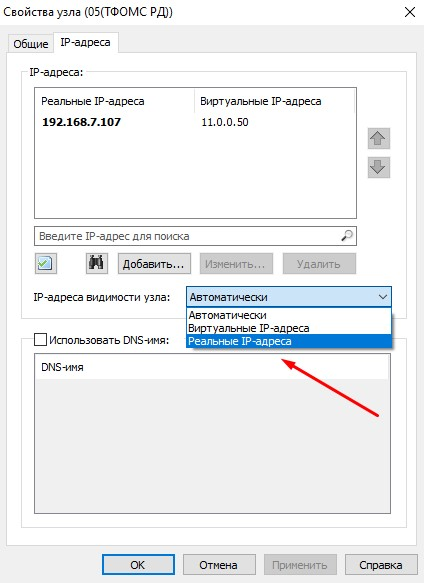 Свойства узла (05(ТФОМС РД))
Общие IP-адреса
IP-адреса:
Реальные IP-адреса Виртуальные IP-адреса
192.168.7.107 11.0.0.50
Введите IP-адрес для поиска
Добавить... Изменить... Удалить
IP-адреса видимости узла: Автоматически
Автоматически
Виртуальные IP-адреса
Реальные IP-адреса
Использовать DNS-имя:
DNS-имя
OK Отмена Применить Справка